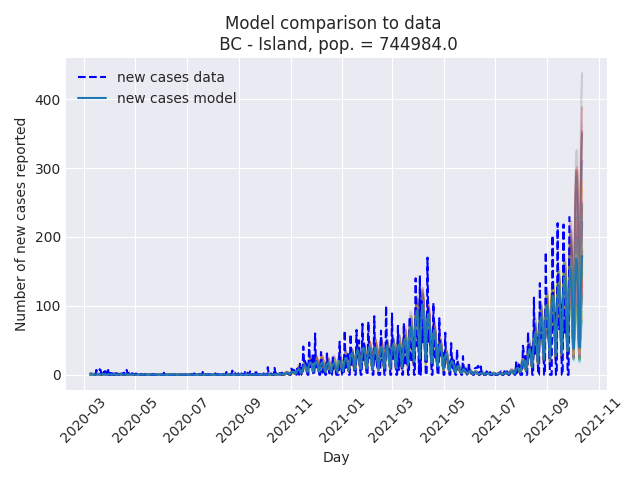 Model comparison to data
BC - Island, pop. = 744984.0
new cases data
new cases model
Number of new cases reported
400
300
200
100
0
2020-03
2020-05
2020-07
2020-09
2020-11
2021-01
2021-03
2021-05
2021-07
2021-09
2021-11
Day